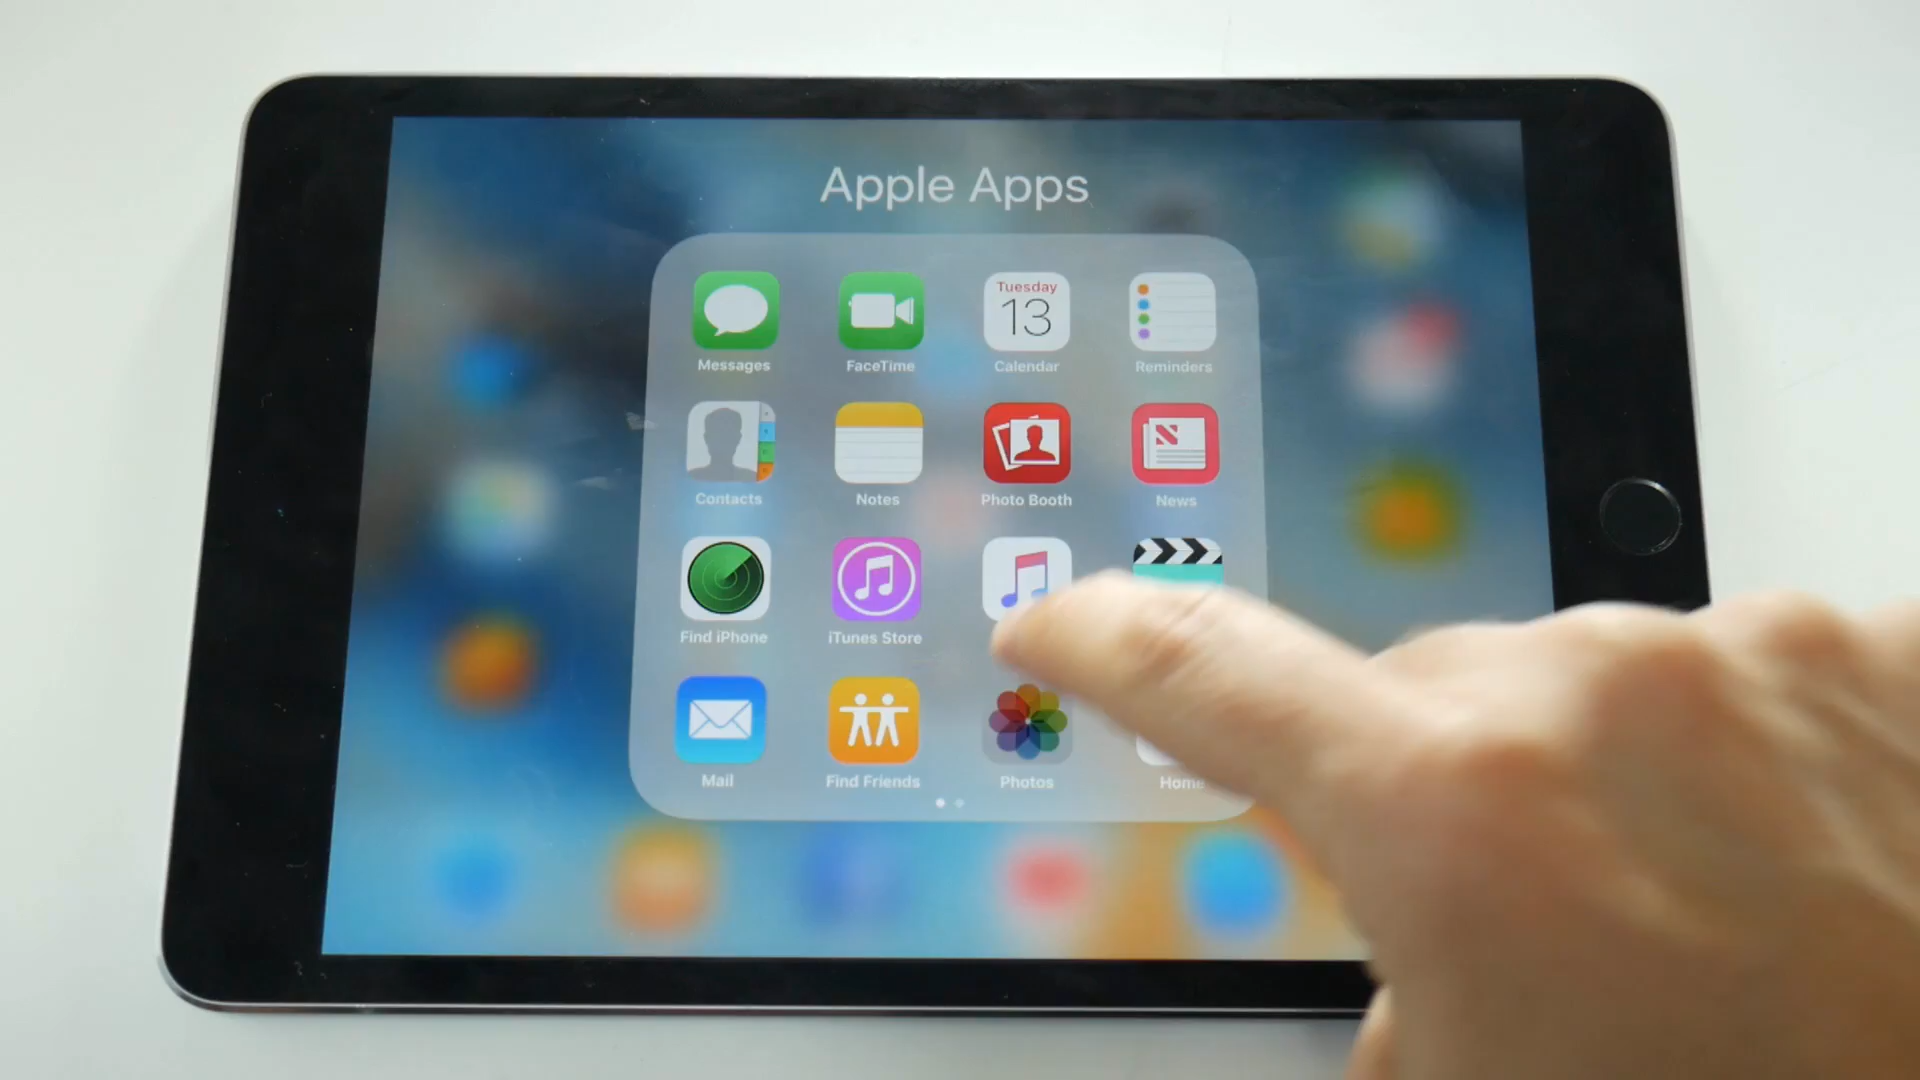 Apple Apps
Tuesday
13
Messages
FaceTime
Calendar
Reminders
Contacts
Notes
Photo Booth
News
Find iPhone
iTunes Store
Mail
Find Friends
Photos
Home